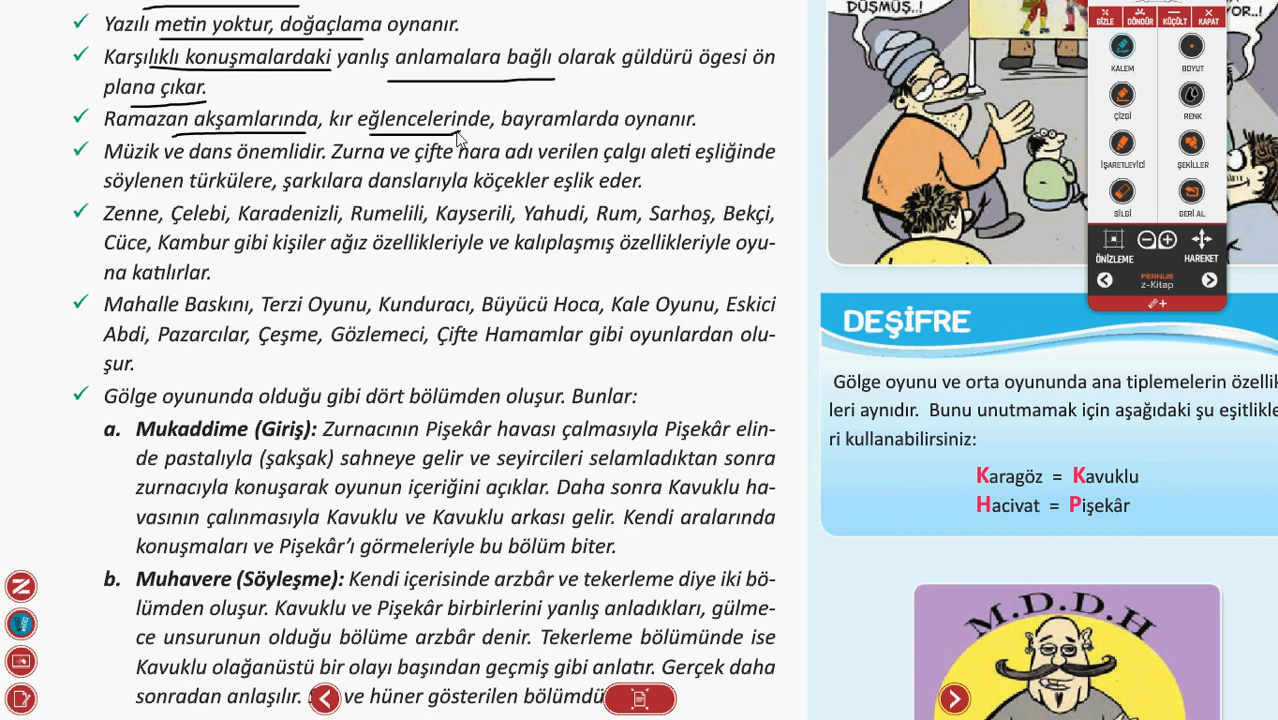 Yazılı metin yoktur, doğaçlama oynanır.
Karşılıklı konuşmalardaki yanlış anlamalara bağlı olarak güldürü ögesi ön
plana çıkar.
Ramazan akşamlarında, kır eğlencelerinde, bayramlarda oynanır.
Müzik ve dans önemlidir. Zurna ve çifte nara adı verilen çalgı aleti eşliğinde
söylenen türkülere, şarkılara danslarıyla köçekler eşlik eder.
Zenne, Çelebi, Karadenizli, Rumelili, Kayserili, Yahudi, Rum, Sarhoş, Bekçi,
Cüce, Kambur gibi kişiler ağız özellikleriyle ve kalıplaşmış özellikleriyle oyu-
na katılırlar.
Mahalle Baskını, Terzi Oyunu, Kunduracı, Büyücü Hoca, Kale Oyunu, Eskici
Abdi, Pazarcılar, Çeşme, Gözlemeci, Çifte Hamamlar gibi oyunlardan olu-
şur.
Gölge oyununda olduğu gibi dört bölümden oluşur. Bunlar:
a. Mukaddime (Giriş): Zurnacının Pişekâr havası çalmasıyla Pişekâr elin-
de pastalıyla (şakşak) sahneye gelir ve seyircileri selamladıktan sonra
zurnacıyla konuşarak oyunun içeriğini açıklar. Daha sonra Kavuklu ha-
vasının çalınmasıyla Kavuklu ve Kavuklu arkası gelir. Kendi aralarında
konuşmaları ve Pişekâr'ı görmeleriyle bu bölüm biter.
b. Muhavere (Söyleşme): Kendi içerisinde arzbâr ve tekerleme diye iki bö-
lümden oluşur. Kavuklu ve Pişekâr birbirlerini yanlış anladıkları, gülme-
ce unsurunun olduğu bölüme arzbâr denir. Tekerleme bölümünde ise
Kavuklu olağanüstü bir olayı başından geçmiş gibi anlatır. Gerçek daha
sonradan anlaşılır. ve hüner gösterilen bölümdü
DÜŞMÜŞ..!
YOR..!
GİZLE DÖNDÜR KÜÇÜLT KAPAT
KALEM BOYUT
ÇİZGİ RENK
İŞARETLEYİCİ ŞEKİLLER
SİLGİ GERİ AL
ÖNİZLEME HAREKET
FERNUS
z-Kitap
DEŞİFRE
Gölge oyunu ve orta oyununda ana tiplemelerin özellik
leri aynıdır. Bunu unutmamak için aşağıdaki şu eşitlikle
ri kullanabilirsiniz:
Karagöz = Kavuklu
Hacivat = Pişekâr
M.D.D.H